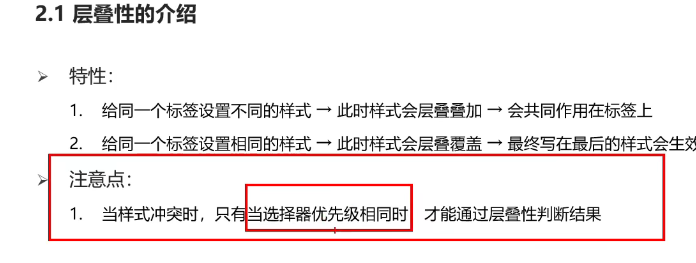 2.1 层叠性的介绍
➢ 特性：
1. 给同一个标签设置不同的样式 → 此时样式会层叠叠加 → 会共同作用在标签上
2. 给同一个标签设置相同的样式 → 此时样式会层叠覆盖 → 最终写在最后的样式会生效
➢ 注意点：
1. 当样式冲突时，只有当选择器优先级相同时，才能通过层叠性判断结果